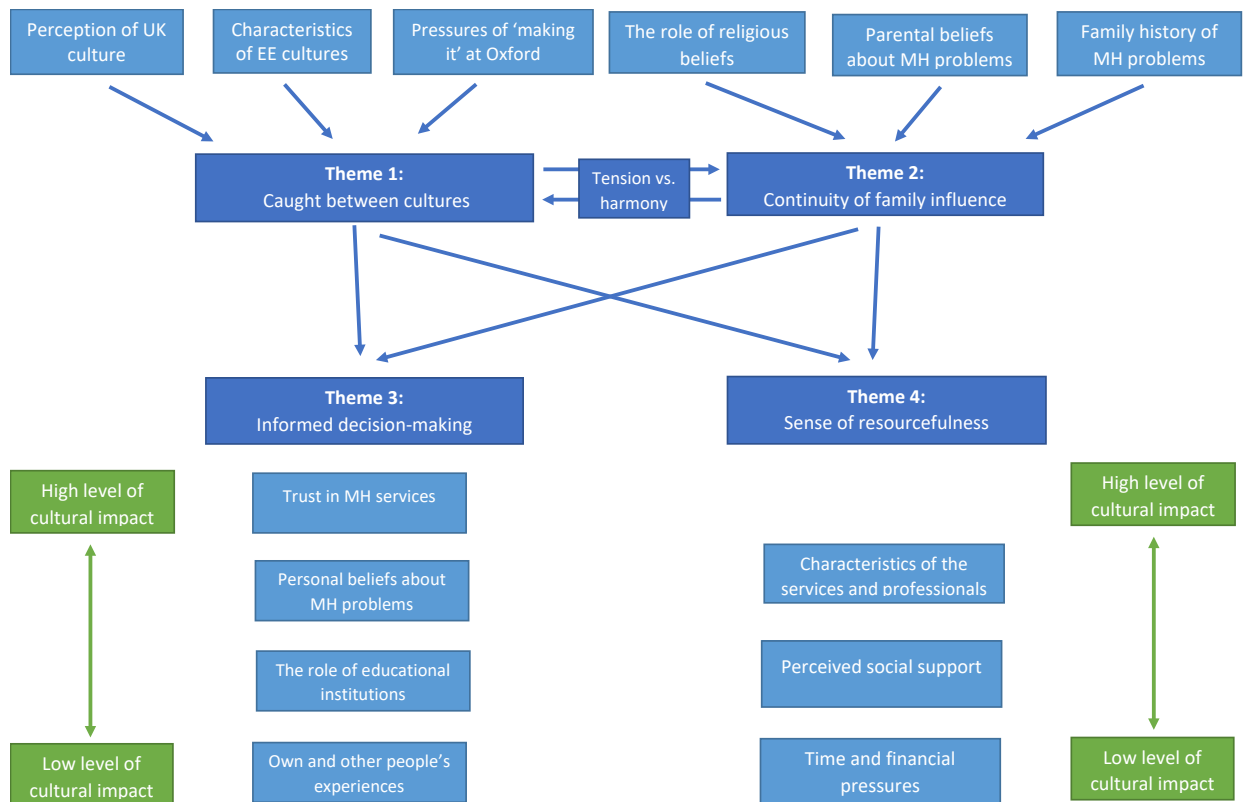 Perception of UK
culture
Characteristics
of EE cultures
Pressures of ‘making
it’ at Oxford
The role of religious
beliefs
Parental beliefs
about MH problems
Family history
of MH problems
Theme 1:
Caught between cultures
Tension vs.
harmony
Theme 2:
Continuity of family influence
Theme 3:
Informed decision-making
Theme 4:
Sense of resourcefulness
High level of
cultural impact
Low level of
cultural impact
Trust in MH services
Personal beliefs about
MH problems
The role of educational
institutions
Own and other people’s
experiences
Characteristics of the
services and professionals
Perceived social support
Time and financial
pressures
High level of
cultural impact
Low level of
cultural impact